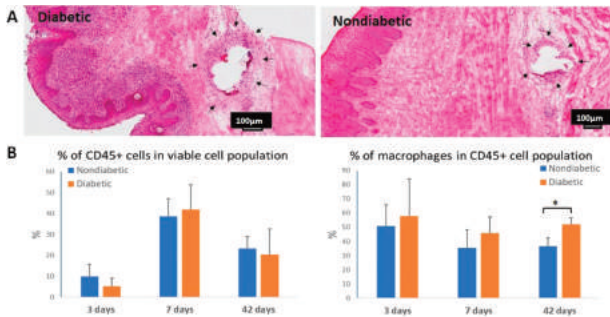 A
Diabetic
Nondiabetic
100µm
100µm
B
% of CD45+ cells in viable cell population
Nondiabetic
Diabetic
60
50
40
30
20
10
0
%
3 days
7 days
42 days
% of macrophages in CD45+ cell population
Nondiabetic
Diabetic
90
80
70
60
50
40
30
20
10
0
%
*
3 days
7 days
42 days